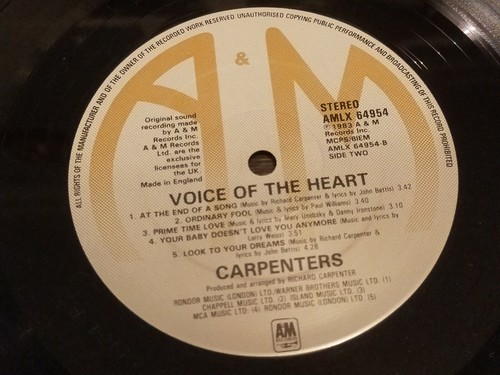 ALL RIGHTS OF THE MANUFACTURER AND OF THE OWNER OF THE RECORDED WORK RESERVED UNAUTHORISED COPYING PUBLIC PERFORMANCE AND BROADCASTING OF THIS RECORD PROHIBITED
A & M
Original sound
recording made
by A & M
Records Inc.
A & M Records
Ltd. are the
exclusive
licensees for
the UK.
Made in England
STEREO
AMLX 64954
℗ 1983 A & M
Records Inc.
MCPS/BIEM
AMLX 64954-B
SIDE TWO
VOICE OF THE HEART
1. AT THE END OF A SONG (Music by Richard Carpenter & lyrics by John Bettis) 3.42
2. ORDINARY FOOL (Music & lyrics by Paul Williams) 3.40
3. PRIME TIME LOVE (Music & lyrics by Mary Unobsky & Danny Ironstone) 3.10
4. YOUR BABY DOESN'T LOVE YOU ANYMORE (Music and lyrics by
Larry Weiss) 3.51
5. LOOK TO YOUR DREAMS (Music by Richard Carpenter &
lyrics by John Bettis) 4.28
CARPENTERS
Produced and arranged by RICHARD CARPENTER
RONDOR MUSIC (LONDON) LTD./WARNER BROTHERS MUSIC LTD. (1)
CHAPPELL MUSIC LTD. (2) ISLAND MUSIC LTD. (3)
MCA MUSIC LTD. (4) RONDOR MUSIC (LONDON) LTD. (5)
A&M